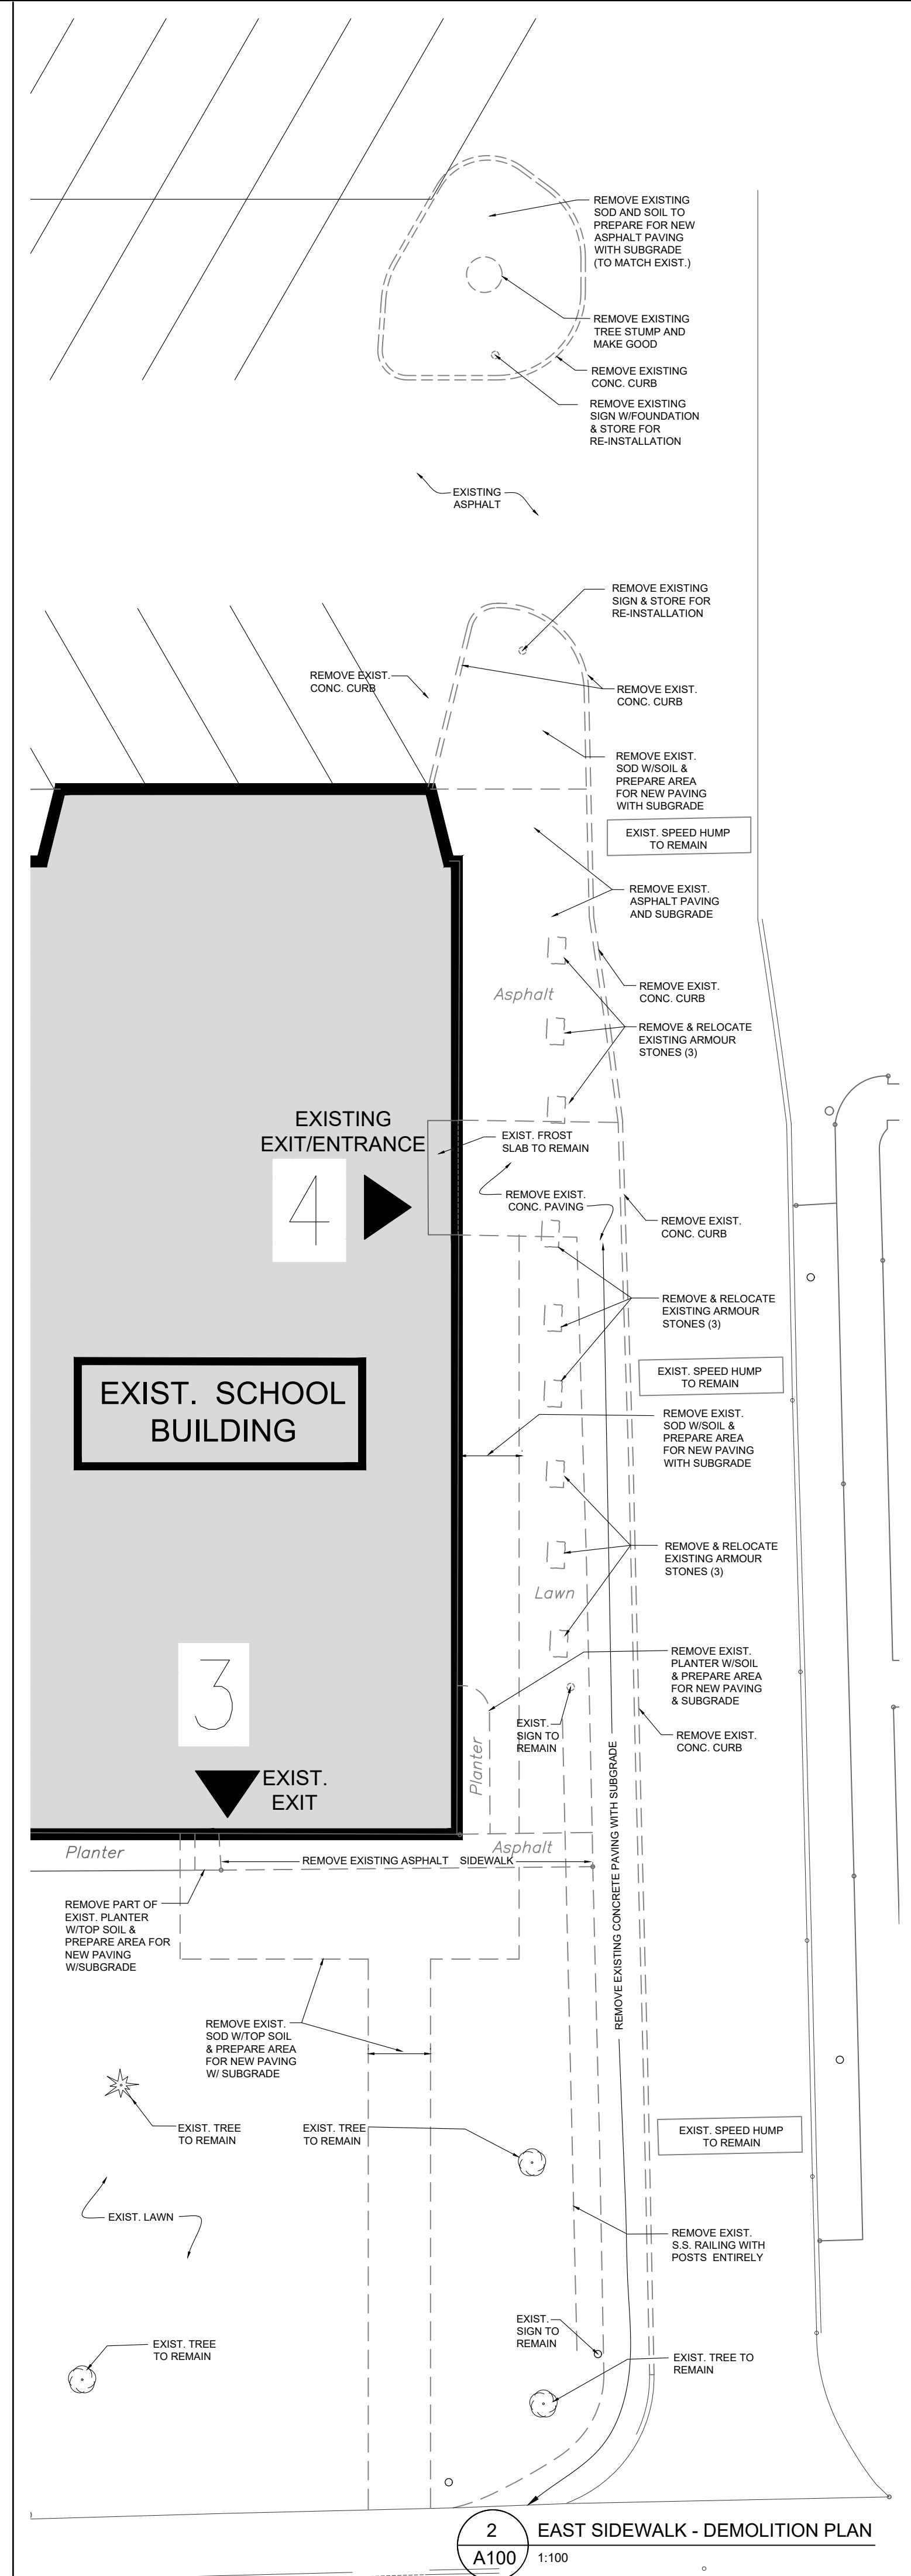 REMOVE EXISTING
SOD AND SOIL TO
PREPARE FOR NEW
ASPHALT PAVING
WITH SUBGRADE
(TO MATCH EXIST.)
REMOVE EXISTING
TREE STUMP AND
MAKE GOOD
REMOVE EXISTING
CONC. CURB
REMOVE EXISTING
SIGN W/FOUNDATION
& STORE FOR
RE-INSTALLATION
EXISTING
ASPHALT
REMOVE EXISTING
SIGN & STORE FOR
RE-INSTALLATION
REMOVE EXIST.
CONC. CURB
REMOVE EXIST.
CONC. CURB
REMOVE EXIST.
SOD W/SOIL &
PREPARE AREA
FOR NEW PAVING
WITH SUBGRADE
EXIST. SPEED HUMP
TO REMAIN
REMOVE EXIST.
ASPHALT PAVING
AND SUBGRADE
REMOVE EXIST.
CONC. CURB
Asphalt
REMOVE & RELOCATE
EXISTING ARMOUR
STONES (3)
EXISTING
EXIT/ENTRANCE
4
EXIST. FROST
SLAB TO REMAIN
REMOVE EXIST.
CONC. PAVING
REMOVE EXIST.
CONC. CURB
REMOVE & RELOCATE
EXISTING ARMOUR
STONES (3)
EXIST. SPEED HUMP
TO REMAIN
EXIST. SCHOOL
BUILDING
REMOVE EXIST.
SOD W/SOIL &
PREPARE AREA
FOR NEW PAVING
WITH SUBGRADE
REMOVE & RELOCATE
EXISTING ARMOUR
STONES (3)
Lawn
REMOVE EXIST.
PLANTER W/SOIL
& PREPARE AREA
FOR NEW PAVING
& SUBGRADE
3
EXIST.
SIGN TO
REMAIN
REMOVE EXIST.
CONC. CURB
Planter
EXIST.
EXIT
REMOVE EXISTING CONCRETE PAVING WITH SUBGRADE
Planter
Asphalt
REMOVE EXISTING ASPHALT SIDEWALK
REMOVE PART OF
EXIST. PLANTER
W/TOP SOIL &
PREPARE AREA FOR
NEW PAVING
W/SUBGRADE
REMOVE EXIST.
SOD W/TOP SOIL
& PREPARE AREA
FOR NEW PAVING
W/ SUBGRADE
EXIST. TREE
TO REMAIN
EXIST. TREE
TO REMAIN
EXIST. SPEED HUMP
TO REMAIN
EXIST. LAWN
REMOVE EXIST.
S.S. RAILING WITH
POSTS ENTIRELY
EXIST.
SIGN TO
REMAIN
EXIST. TREE
TO REMAIN
EXIST. TREE TO
REMAIN
2
A100
EAST SIDEWALK - DEMOLITION PLAN
1:100